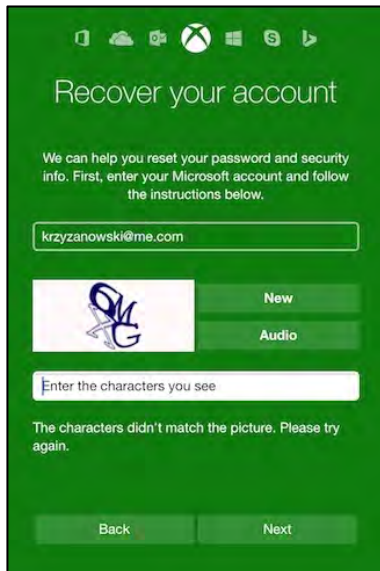 Recover your account
We can help you reset your password and security
info. First, enter your Microsoft account and follow
the instructions below.
krzyzanowski@me.com
New
Audio
Enter the characters you see
The characters didn't match the picture. Please try
again.
Back
Next